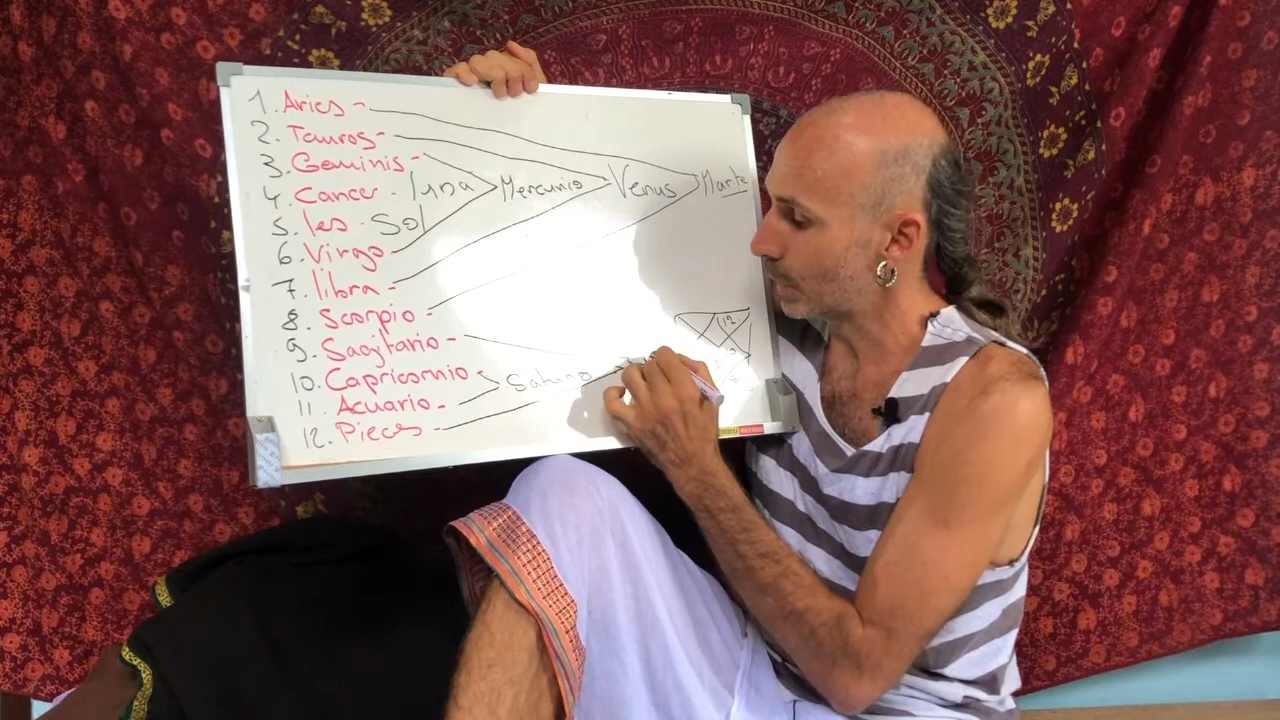 1. Aries -
2. Tauros -
3. Geminis -
4. Cancer - luna Mercurio Venus Marte
5. leo - Sol
6. Virgo -
7. libra -
8. Scorpio -
9. Sagitario -
10. Capricornio Saturno
11. Acuario -
12. Pieces -
12